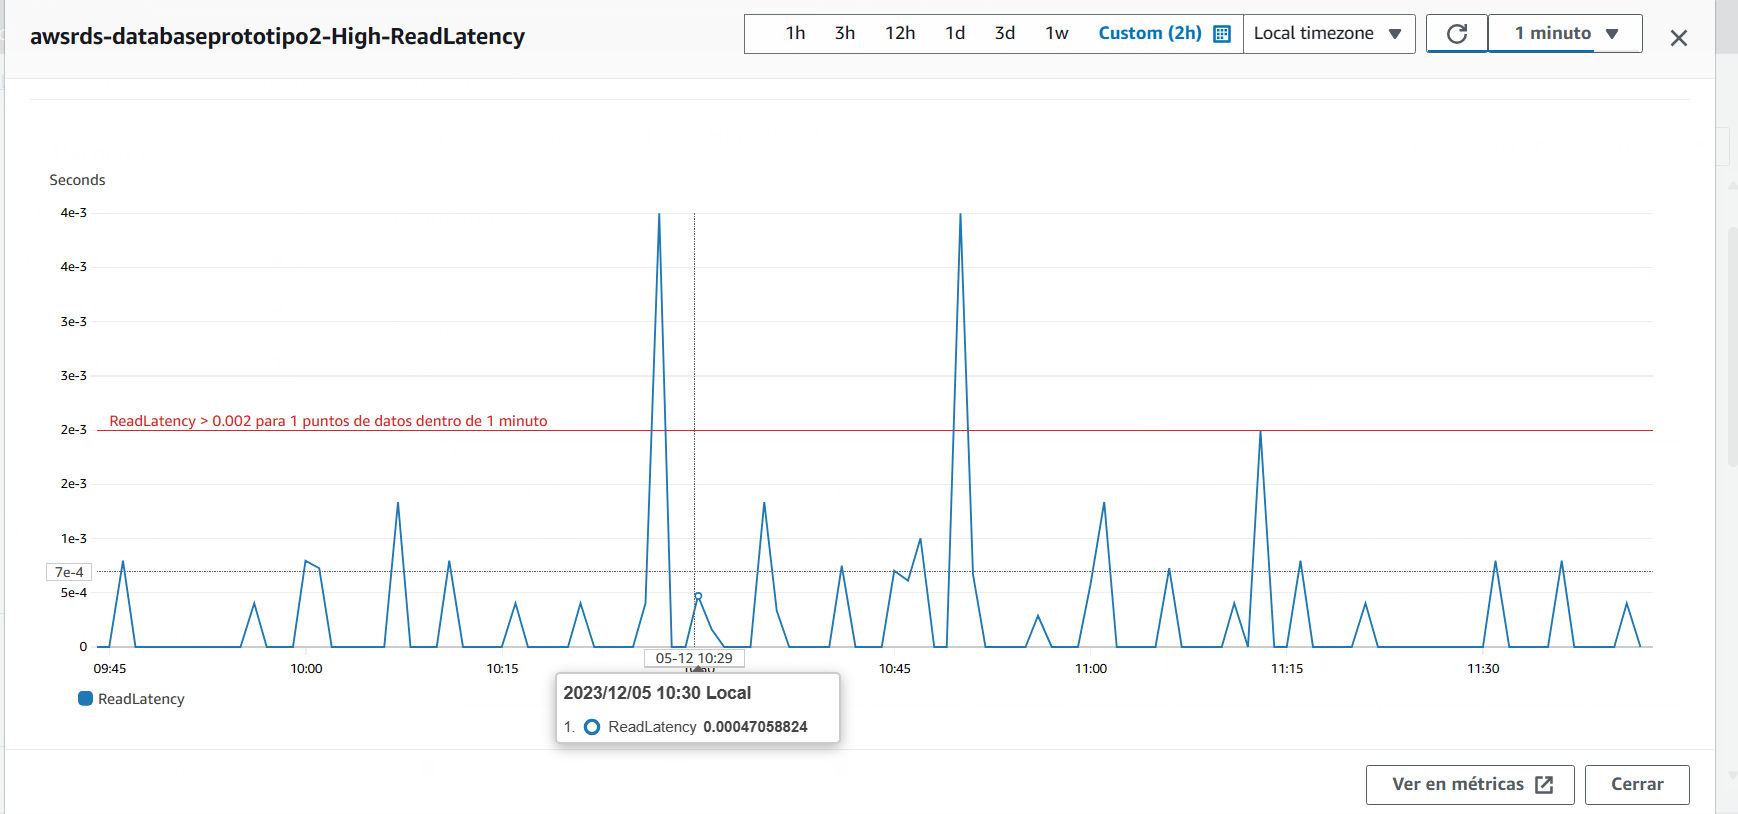 awsrds-databaseprototipo2-High-ReadLatency
1h 3h 12h 1d 3d 1w Custom (2h) Local timezone 1 minuto
Seconds
4e-3
4e-3
3e-3
3e-3
ReadLatency > 0.002 para 1 puntos de datos dentro de 1 minuto
2e-3
2e-3
1e-3
7e-4
5e-4
0
05-12 10:29
09:45 10:00 10:15 10:30 10:45 11:00 11:15 11:30
2023/12/05 10:30 Local
1. ReadLatency 0.00047058824
ReadLatency
Ver en métricas Cerrar